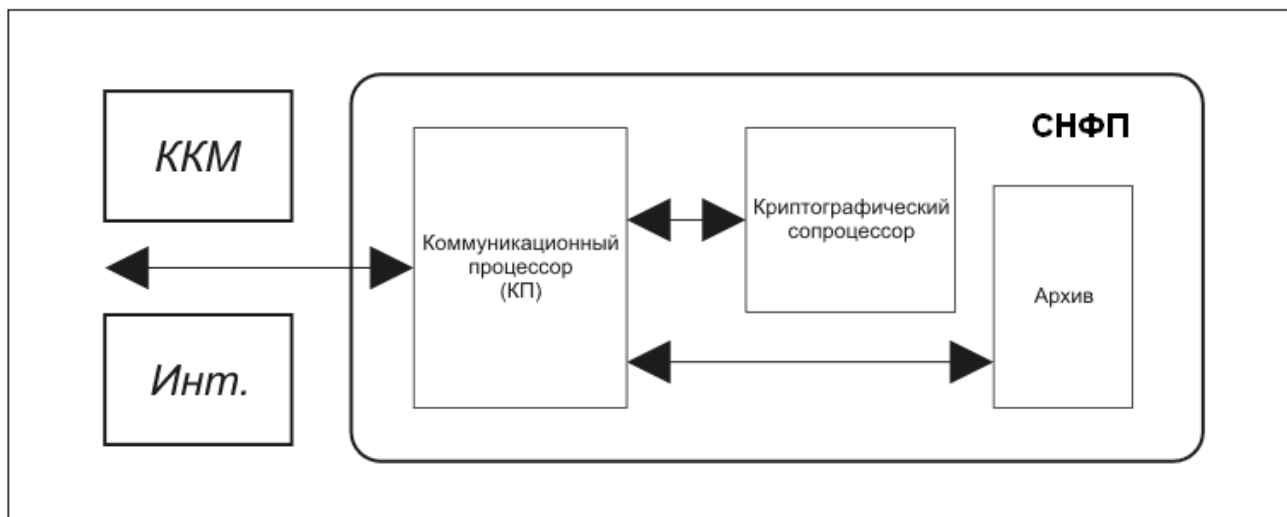 ККМ
Инт.
СНФП
Коммуникационный
процессор
(КП)
Криптографический
сопроцессор
Архив